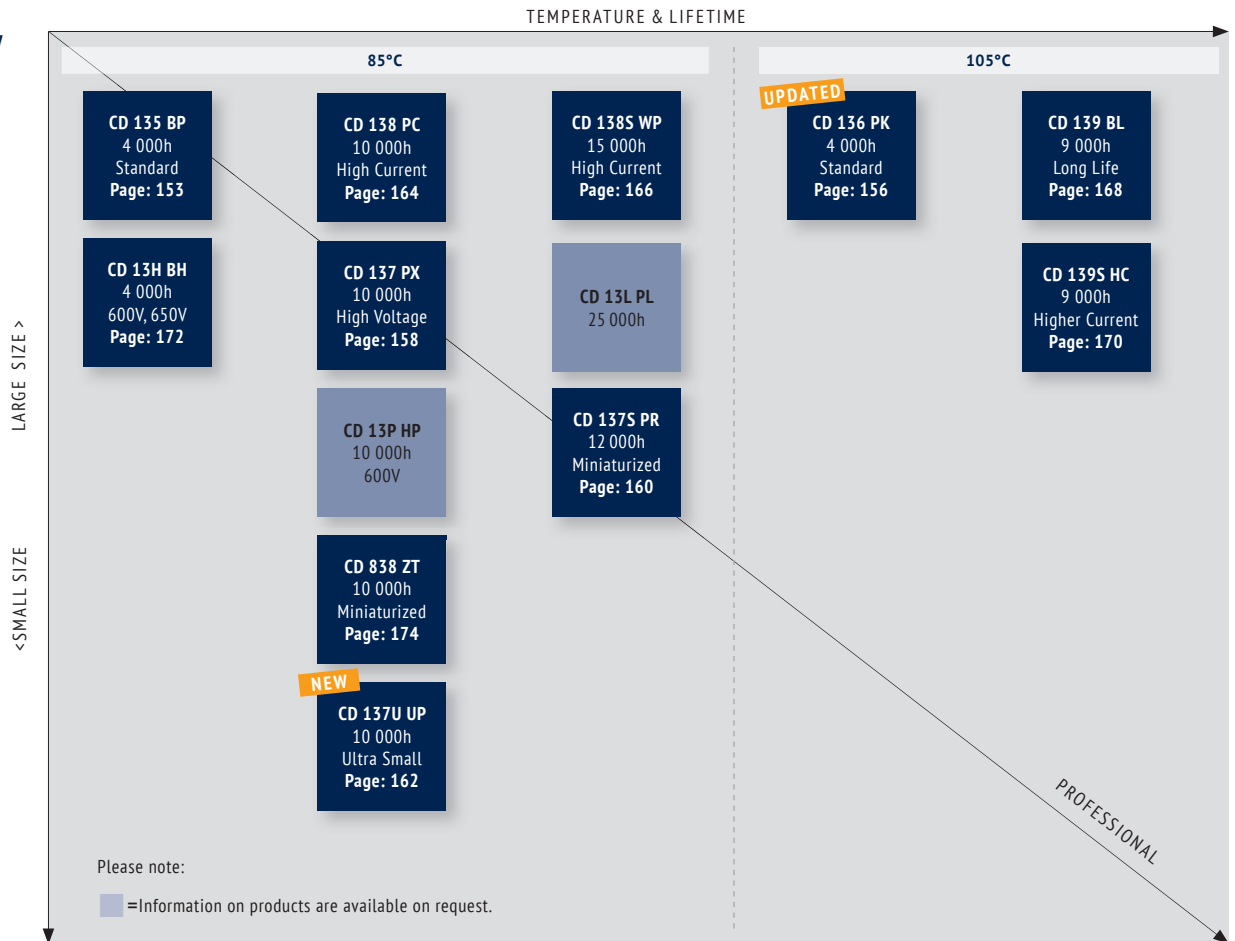 TEMPERATURE & LIFETIME
85°C
105°C
CD 135 BP
4 000h
Standard
Page: 153
CD 138 PC
10 000h
High Current
Page: 164
CD 138S WP
15 000h
High Current
Page: 166
UPDATED
CD 136 PK
4 000h
Standard
Page: 156
CD 139 BL
9 000h
Long Life
Page: 168
CD 13H BH
4 000h
600V, 650V
Page: 172
CD 137 PX
10 000h
High Voltage
Page: 158
CD 13L PL
25 000h
CD 139S HC
9 000h
Higher Current
Page: 170
LARGE SIZE >
CD 13P HP
10 000h
600V
CD 137S PR
12 000h
Miniaturized
Page: 160
<SMALL SIZE
CD 838 ZT
10 000h
Miniaturized
Page: 174
NEW
CD 137U UP
10 000h
Ultra Small
Page: 162
PROFESSIONAL
Please note:
=Information on products are available on request.